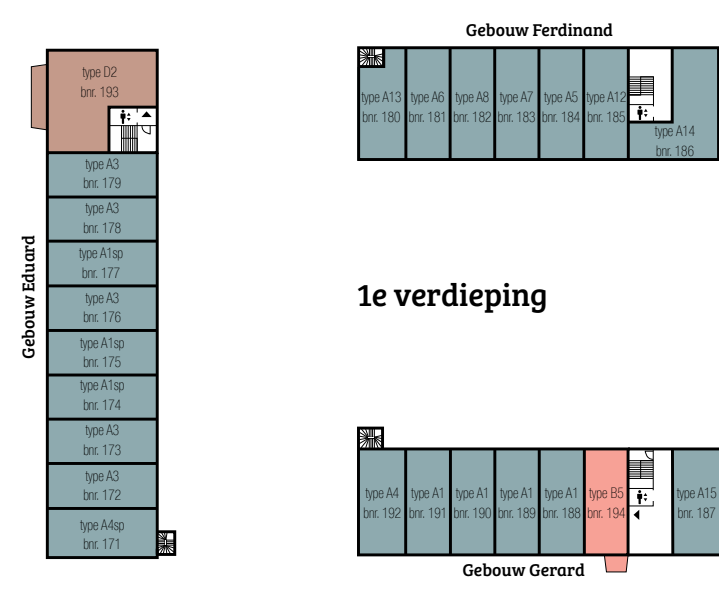 Gebouw Ferdinand
type A13
bnr. 180
type A6
bnr. 181
type A8
bnr. 182
type A7
bnr. 183
type A5
bnr. 184
type A12
bnr. 185
type A14
bnr. 186
Gebouw Eduard
type D2
bnr. 193
type A3
bnr. 179
type A3
bnr. 178
type A1sp
bnr. 177
type A3
bnr. 176
type A1sp
bnr. 175
type A1sp
bnr. 174
type A3
bnr. 173
type A3
bnr. 172
type A4sp
bnr. 171
1e verdieping
type A4
bnr. 192
type A1
bnr. 191
type A1
bnr. 190
type A1
bnr. 189
type A1
bnr. 188
type B5
bnr. 194
type A15
bnr. 187
Gebouw Gerard